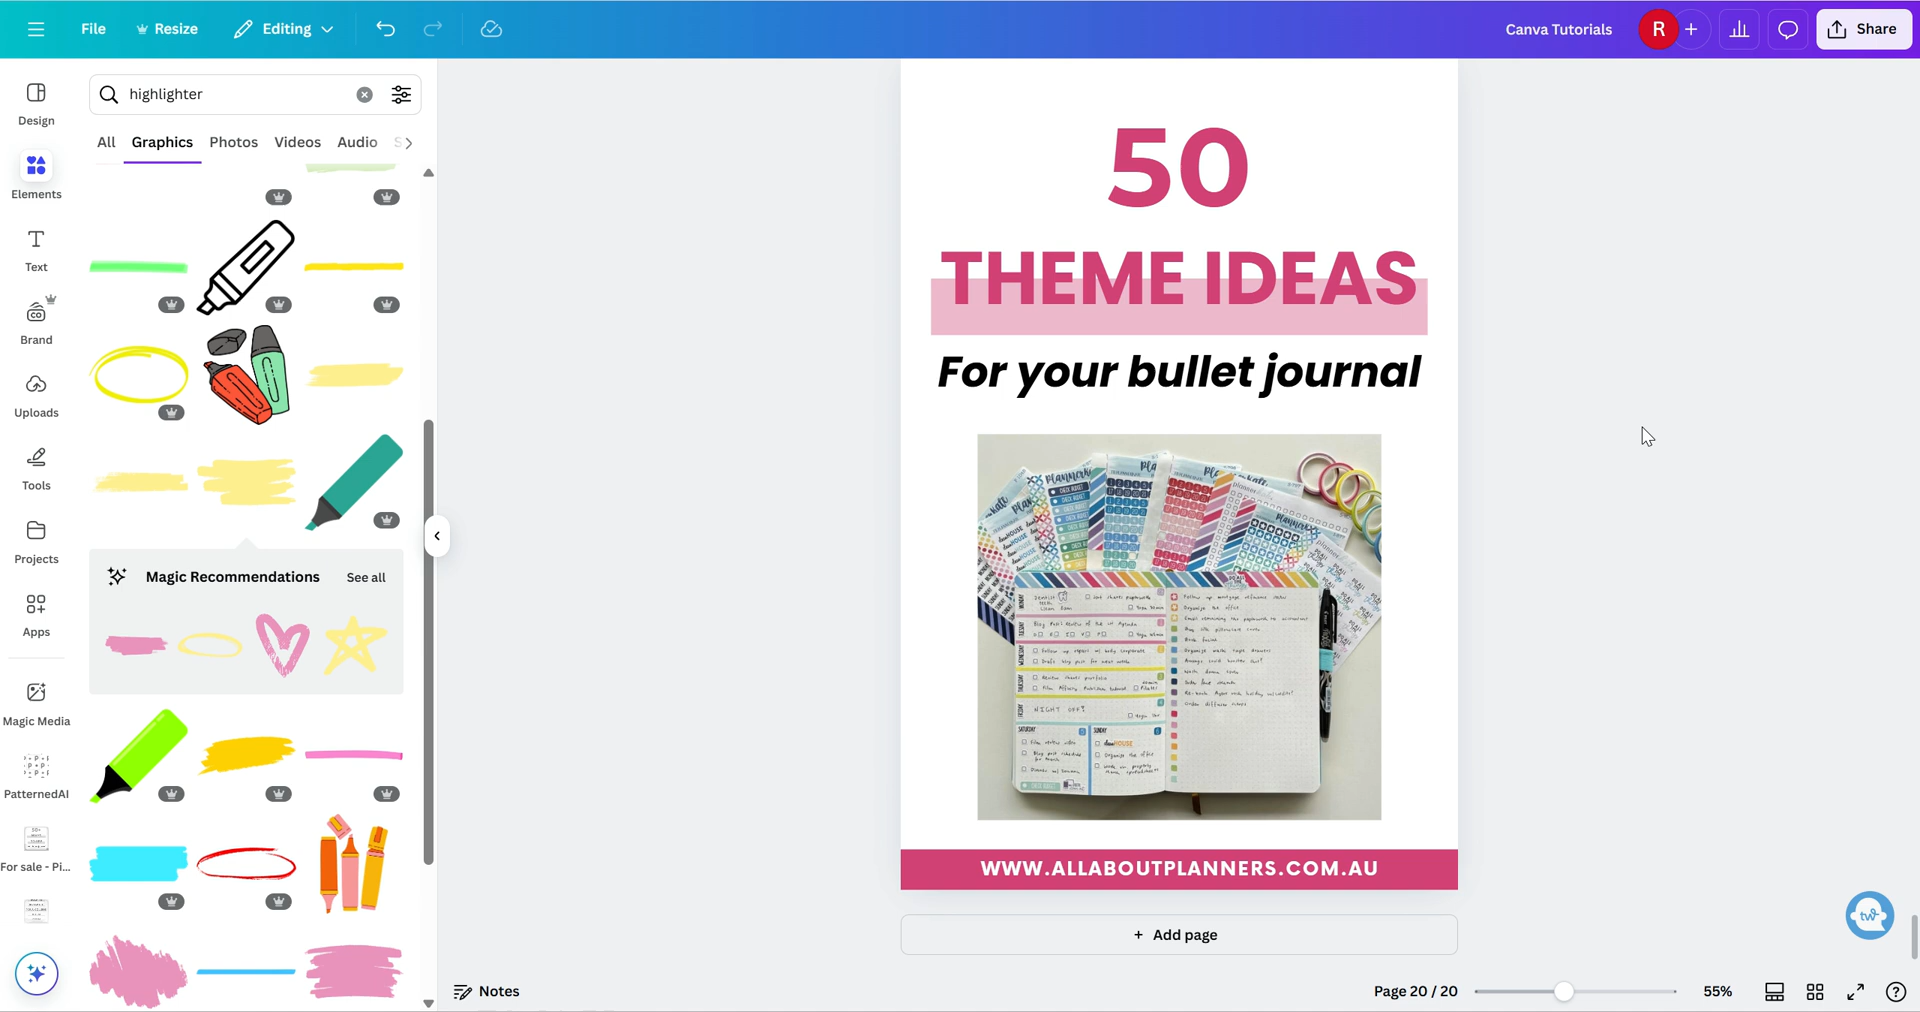 File
Resize
Editing
Canva Tutorials
R
+
Share
highlighter
All Graphics Photos Videos Audio S
Design
Elements
Text
Brand
Uploads
Tools
Projects
Apps
Magic Media
PatternedAI
For sale - Pi...
Magic Recommendations See all
50
THEME IDEAS
For your bullet journal
NIGHT OFF!
WWW.ALLABOUTPLANNERS.COM.AU
+ Add page
Notes
Page 20 / 20
55%